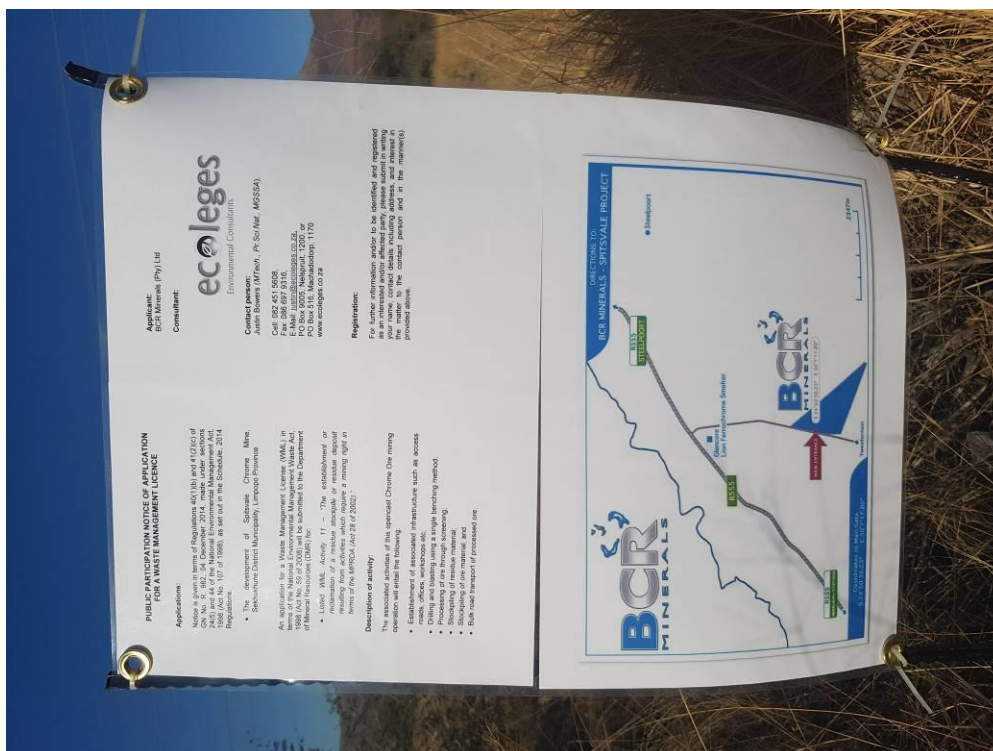 PUBLIC PARTICIPATION NOTICE OF APPLICATION
FOR A WASTE MANAGEMENT LICENCE
Applications:
Notice is given in terms of Regulations 40(1)(b) and 41(2)(c) of
GN No. R. 982, 04 December 2014, made under sections
24(1) and 44 of the National Environmental Management Act,
1998 (Act No. 107 of 1998), as set out in the Schedule, 2014
Regulations.
• The development of Spitsvale Chrome Mine,
Sekhukhune District Municipality, Limpopo Province
An application for a Waste Management License (WML) in
terms of the National Environmental Management Waste Act,
1998 (Act No. 59 of 2008) will be submitted to the Department
of Mineral Resources (DMR) for:
• Listed WML Activity 11 - "The establishment or
reclamation of a residue stockpile or residue deposit
resulting from activities which require a mining right in
terms of the MPRDA (Act 28 of 2002)."
Description of activity:
The associated activities of this opencast Chrome Ore mining
operation will entail the following:
• Establishment of associated infrastructure such as access
roads, office, workshops etc;
• Drilling and blasting using a single benching method;
• Processing of ore through screening;
• Stockpiling of residue material;
• Stockpiling of ore material; and
• Bulk road transport of processed ore.
Applicant:
BCR Minerals (Pty) Ltd
Consultant:
ecoleges
Environmental Consultants
Contact person:
Justin Bowers (MTech., Pr.Sci.Nat., MGSSA).
Cell: 082 451 5608,
Fax: 086 697 9316,
E-Mail: justin@ecoleges.co.za,
PO Box 9005, Nelspruit, 1200, or
PO Box 516, Machadodorp, 1170
www.ecoleges.co.za
Registration:
For further information and/or to be identified and registered
as an interested and/or affected party, please submit in writing
your name, contact details including address, and interest in
the matter to the contact person and in the manner(s)
provided above.
BCR
MINERALS
DIRECTIONS TO:
BCR MINERALS - SPITSVALE PROJECT
Steelpoort
R555
STEELPOORT
Glencore
Lion Ferrochrome Smelter
R555
BCR
MINERALS
MAIN ENTRANCE
R555
Coordinates to Main Gate: